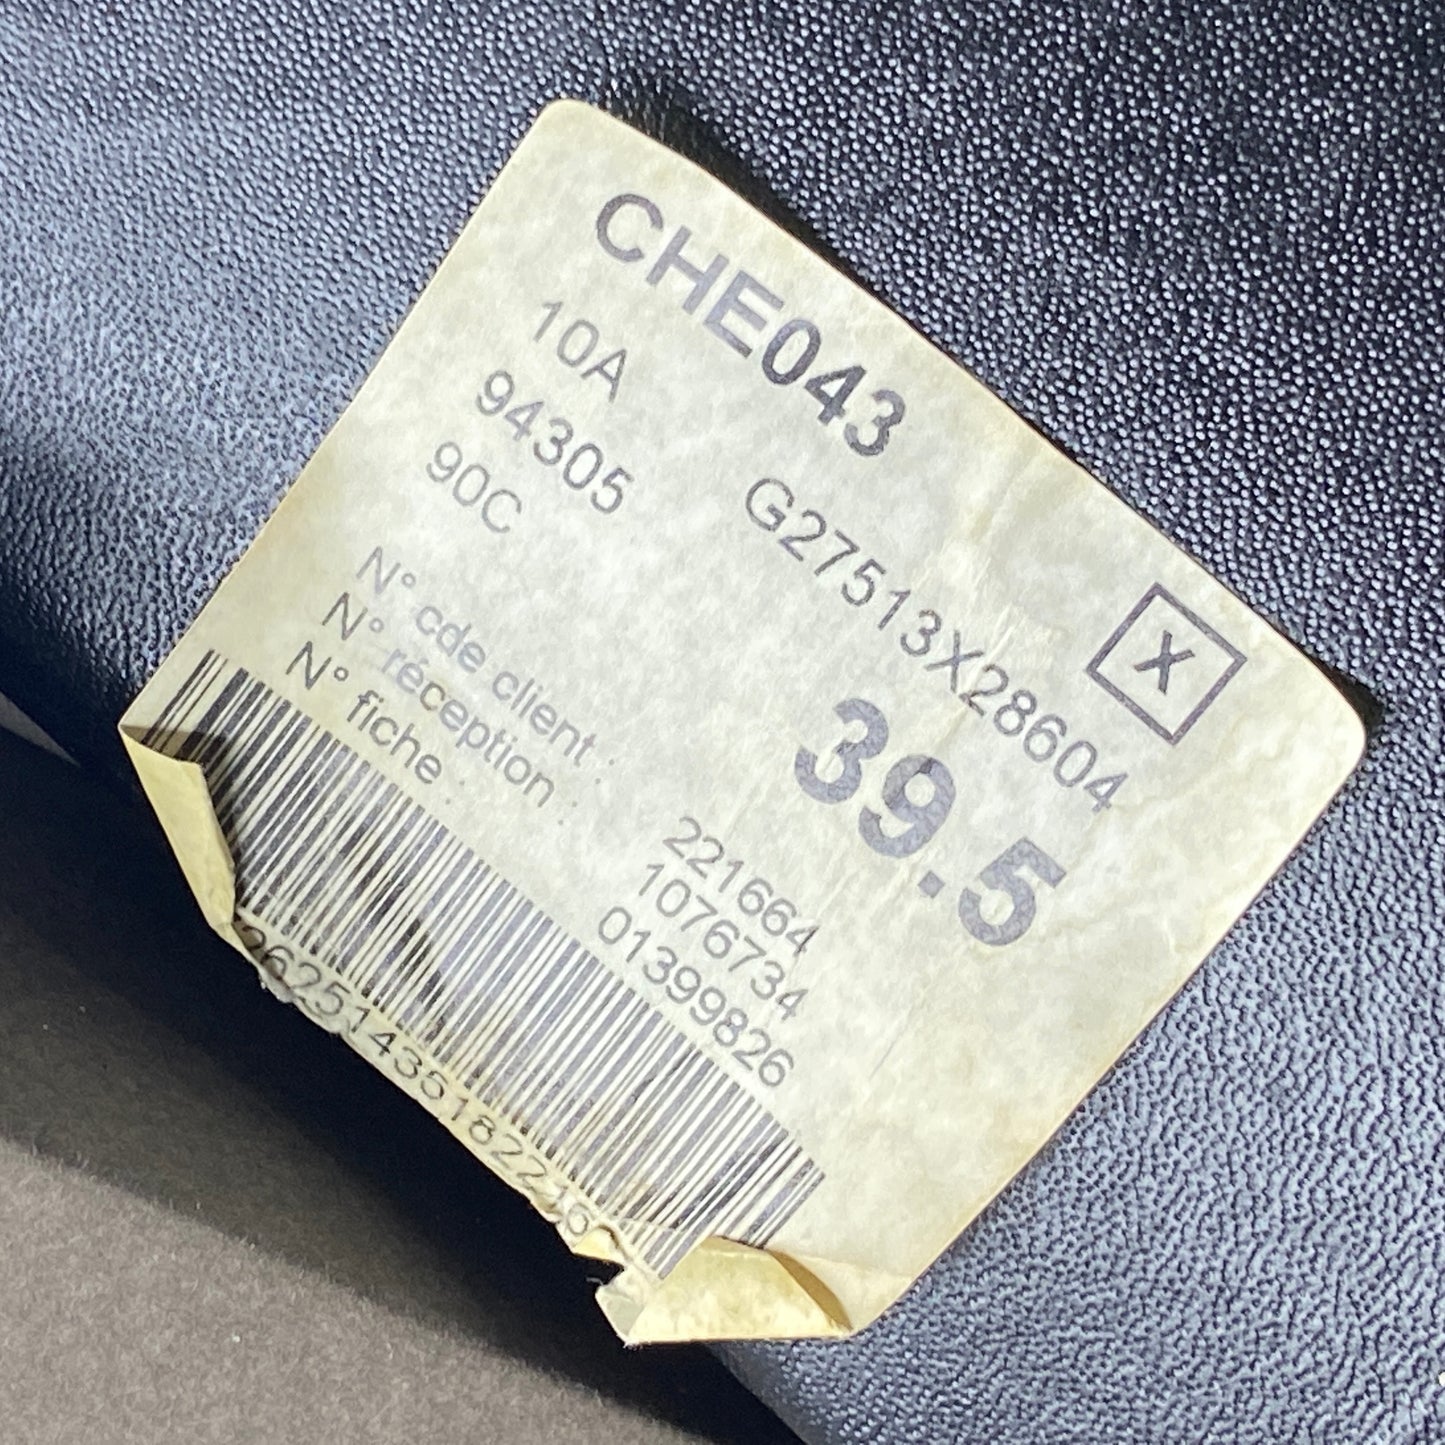 CHE043
10A
94305 G27513X28604
90C
X
39.5
N° cde client : 221664
N° réception : 1076734
N° fiche : 01399826